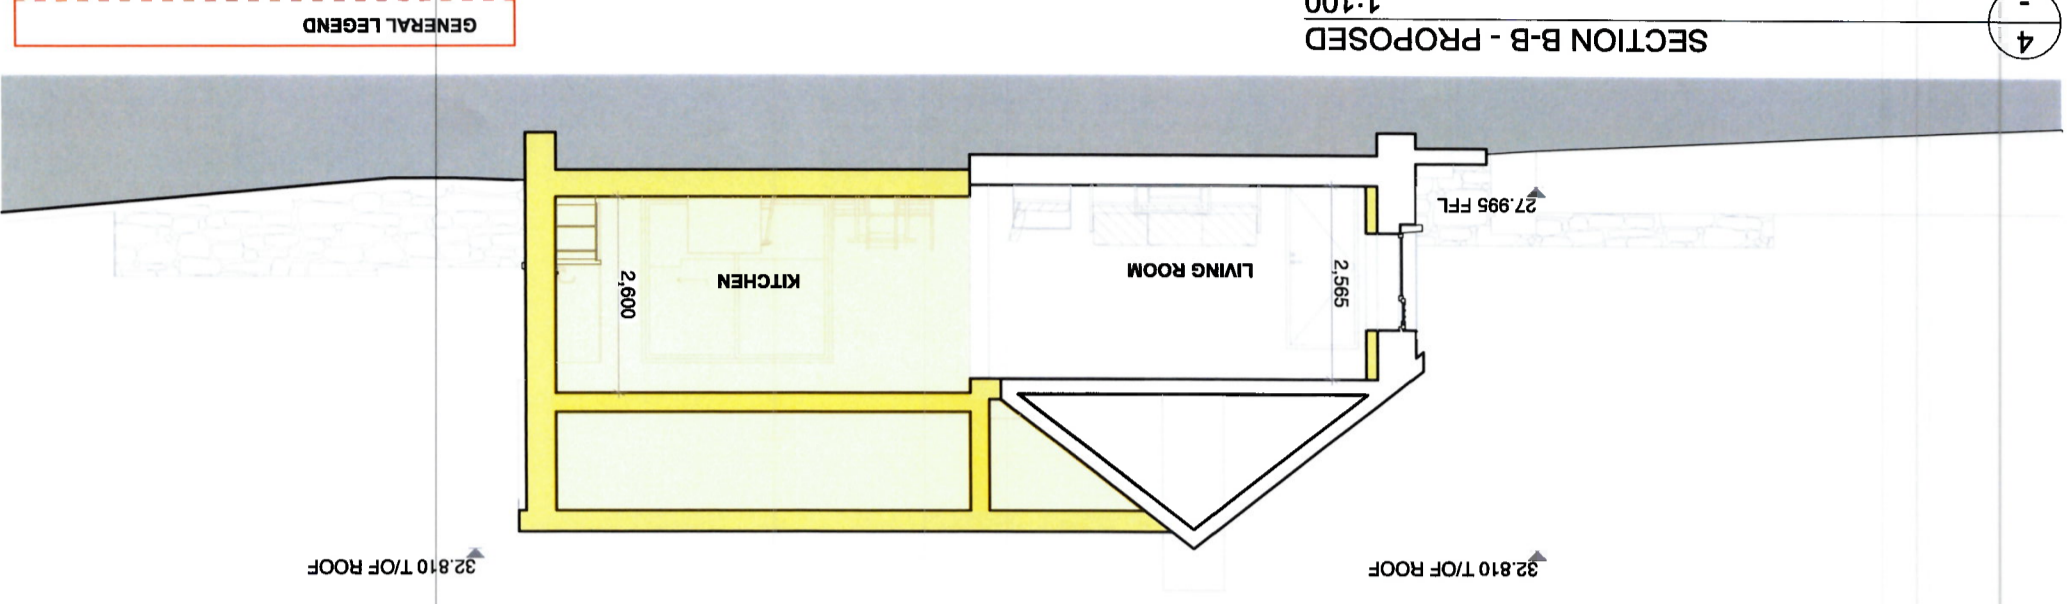 32.810 T/OF ROOF
32.810 T/OF ROOF
2,565
LIVING ROOM
KITCHEN
2,600
27.995 FFL
4
-
SECTION B-B - PROPOSED
1:100
GENERAL LEGEND